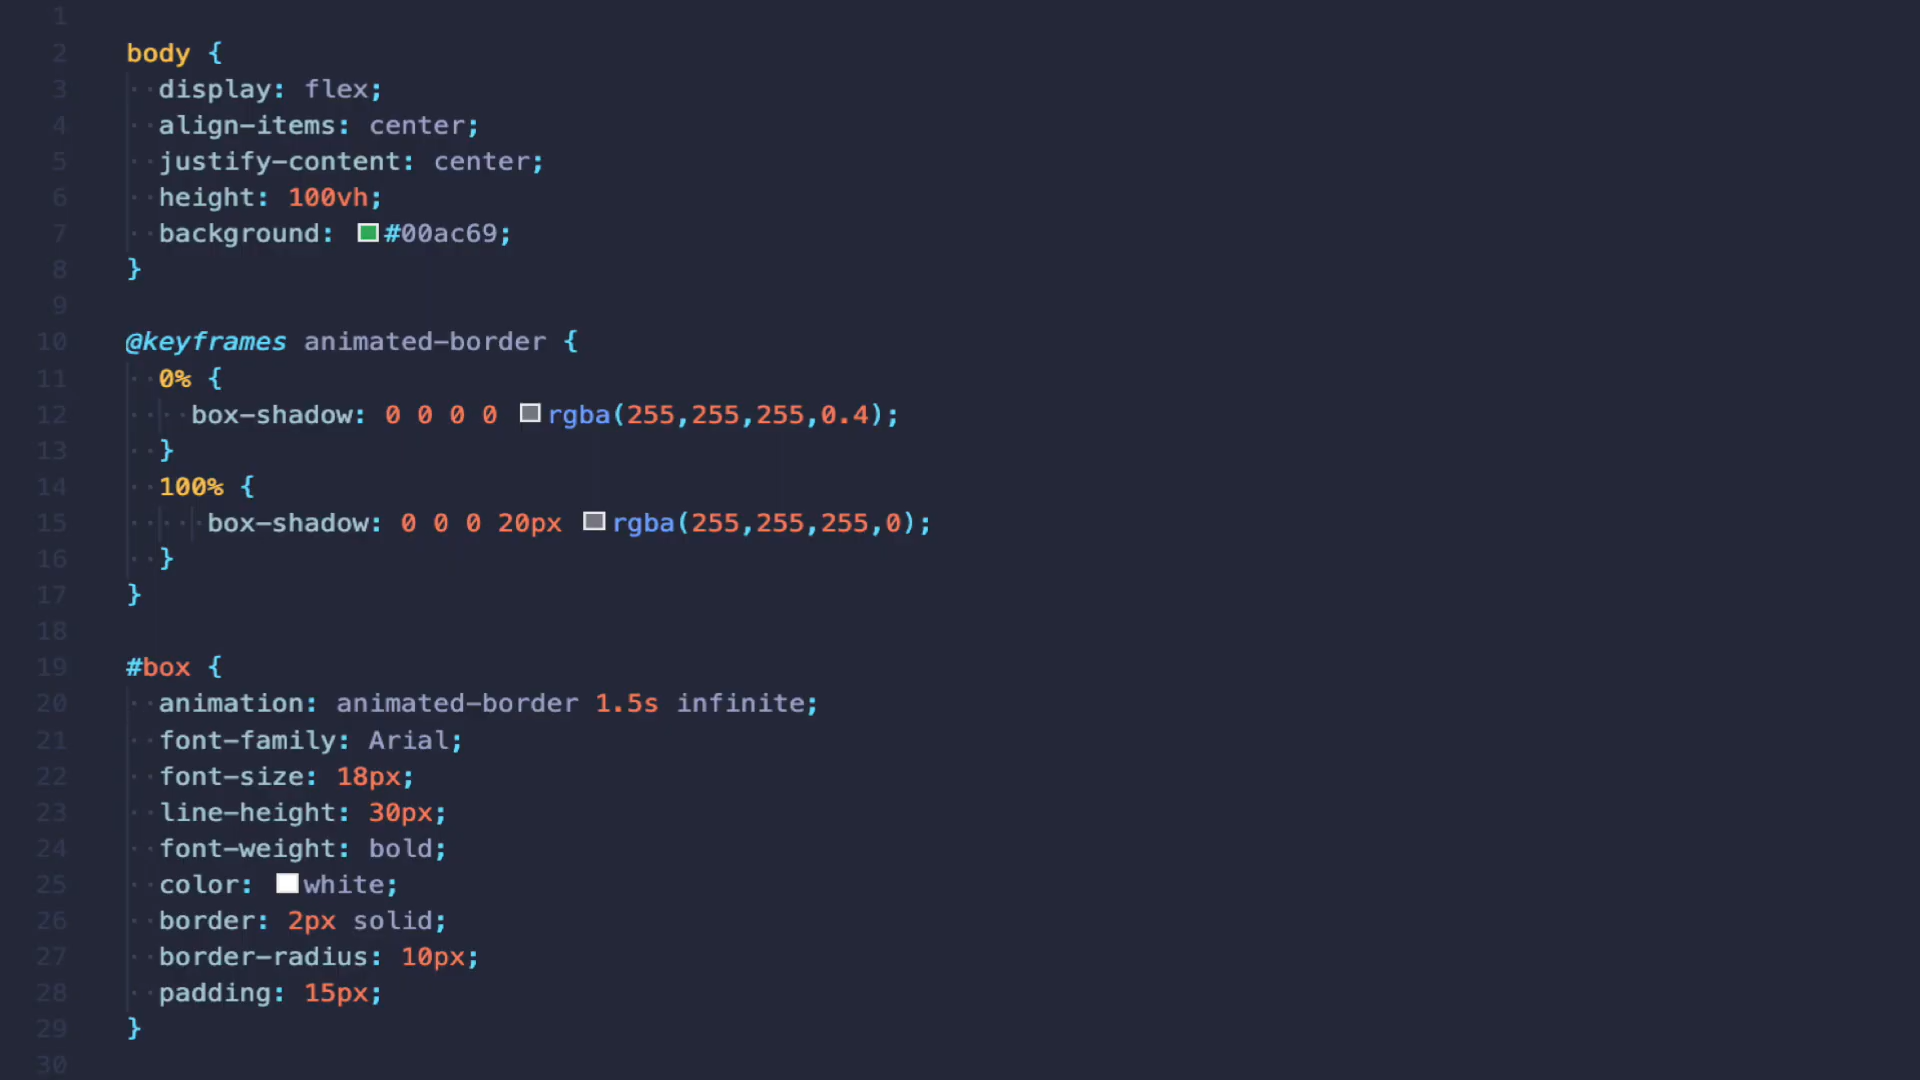 1
2 body {
3 display: flex;
4 align-items: center;
5 justify-content: center;
6 height: 100vh;
7 background: #00ac69;
8 }
9
10 @keyframes animated-border {
11 0% {
12 box-shadow: 0 0 0 0 rgba(255,255,255,0.4);
13 }
14 100% {
15 box-shadow: 0 0 0 20px rgba(255,255,255,0);
16 }
17 }
18
19 #box {
20 animation: animated-border 1.5s infinite;
21 font-family: Arial;
22 font-size: 18px;
23 line-height: 30px;
24 font-weight: bold;
25 color: white;
26 border: 2px solid;
27 border-radius: 10px;
28 padding: 15px;
29 }
30